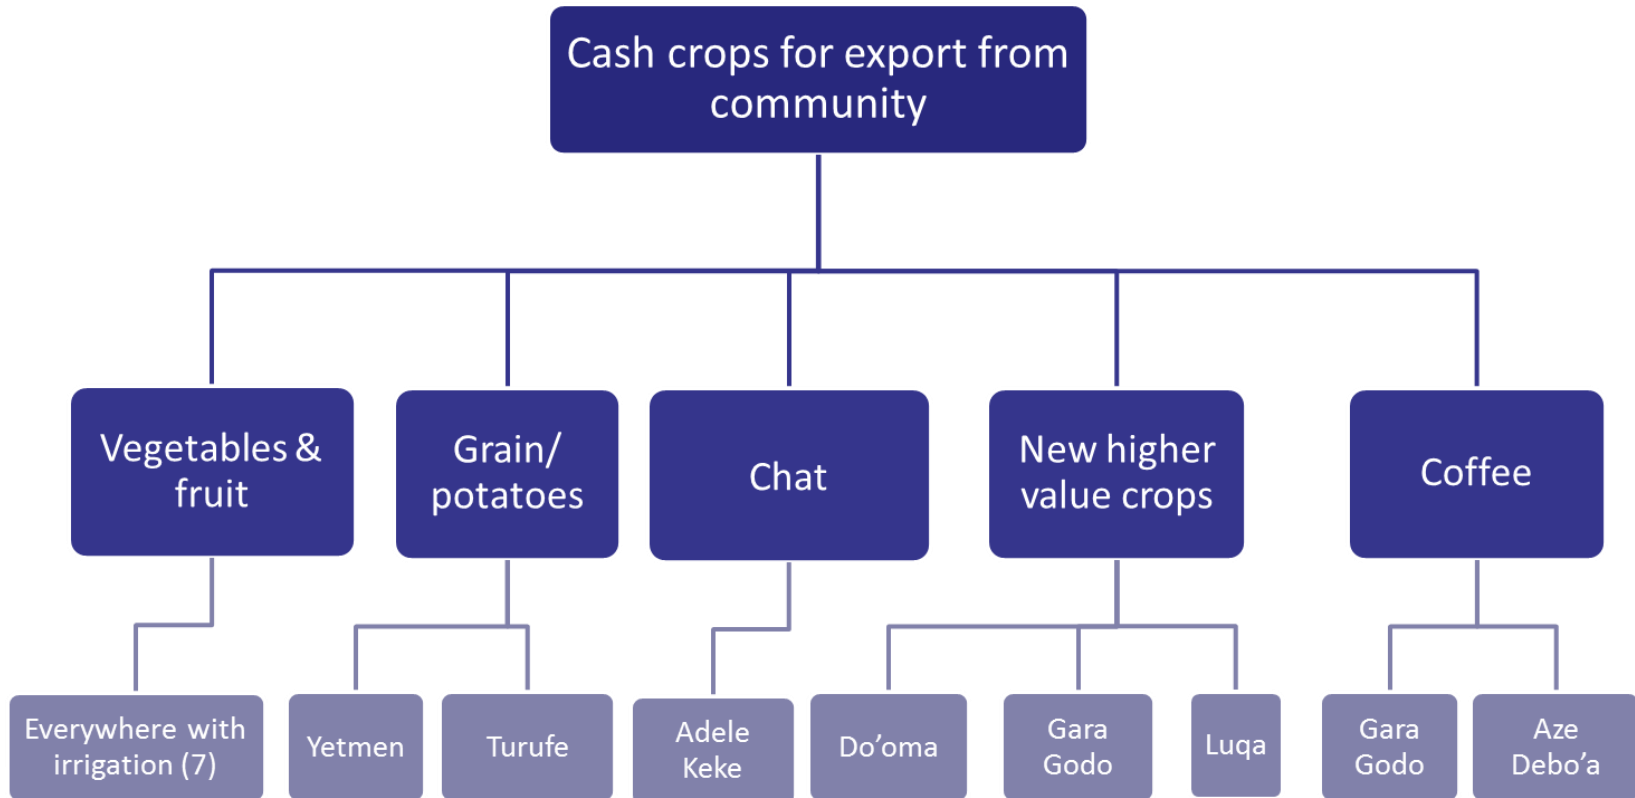 Cash crops for export from
community
Vegetables &
fruit
Grain/
potatoes
Chat
New higher
value crops
Coffee
Everywhere with
irrigation (7)
Yetmen
Turufe
Adele
Keke
Do’oma
Gara
Godo
Luqa
Gara
Godo
Aze
Debo’a